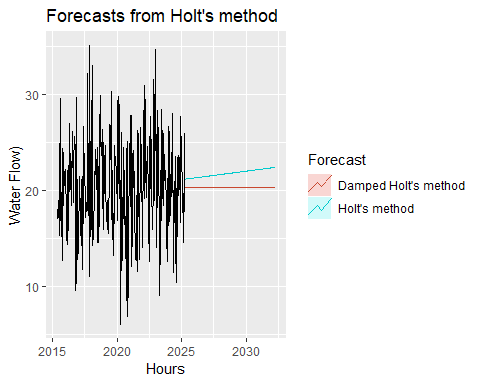 Forecasts from Holt's method
Water Flow)
30
20
10
2015 2020 2025 2030
Hours
Forecast
Damped Holt's method
Holt's method